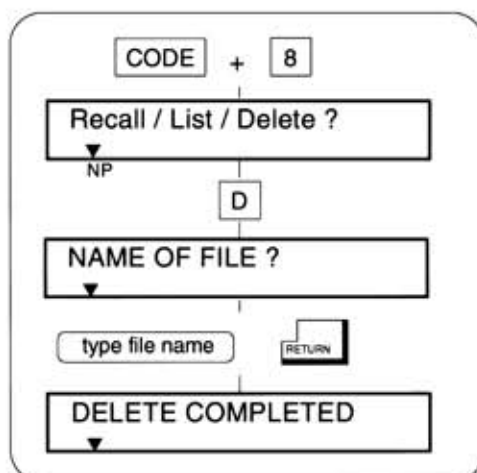 CODE + 8
Recall / List / Delete ?
NP
D
NAME OF FILE ?
type file name RETURN
DELETE COMPLETED